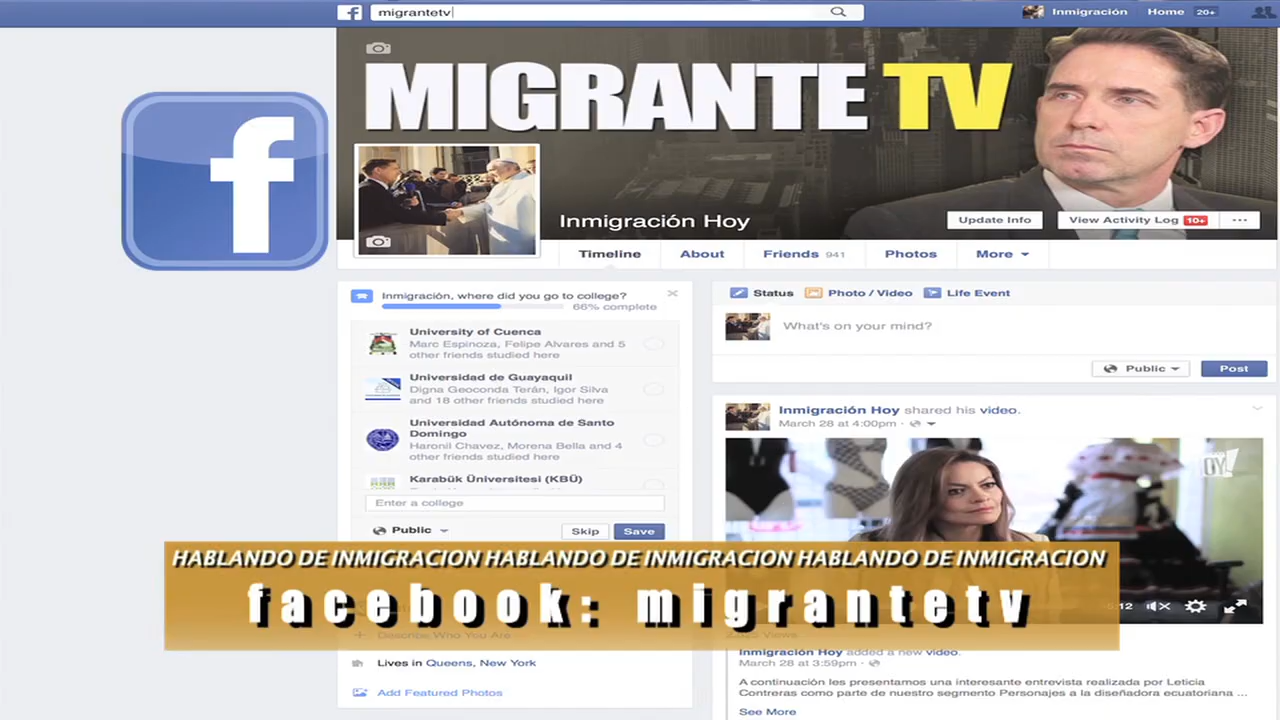 migrantetv
Inmigración Home 20+
MIGRANTE TV
Inmigración Hoy
Update Info
View Activity Log 10+ ...
Timeline About Friends 941 Photos More
Inmigración, where did you go to college?
66% complete
University of Cuenca
Marc Espinoza, Felipe Alvares and 5
other friends studied here
Universidad de Guayaquil
Digna Geoconda Terán, Igor Silva
and 18 other friends studied here
Universidad Autónoma de Santo
Domingo
Haronil Chavez, Morena Bella and 4
other friends studied here
Karabük Üniversitesi (KBÜ)
Enter a college
Public Skip Save
Status Photo / Video Life Event
What's on your mind?
Public Post
Inmigración Hoy shared his video.
March 28 at 4:00pm ·
OY!
HABLANDO DE INMIGRACION HABLANDO DE INMIGRACION HABLANDO DE INMIGRACION
facebook: migrantetv
Describe Who You Are
Lives in Queens, New York
Add Featured Photos
Inmigración Hoy added a new video.
March 28 at 3:59pm ·
A continuación les presentamos una interesante entrevista realizada por Leticia
Contreras como parte de nuestro segmento Personajes a la diseñadora ecuatoriana ...
See More